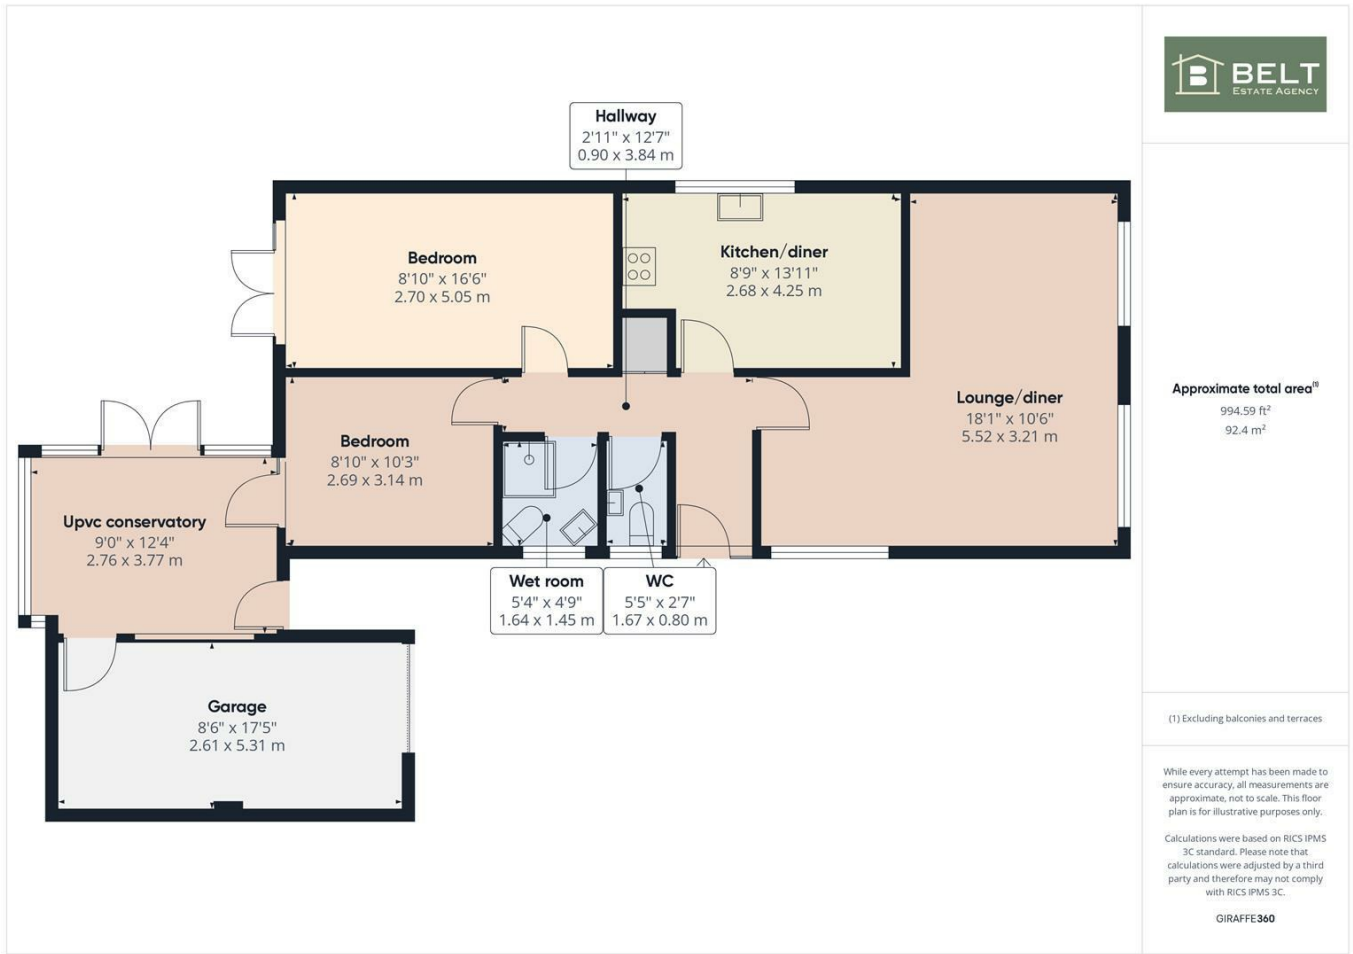 BELT
ESTATE AGENCY
Hallway
2'11" x 12'7"
0.90 x 3.84 m
Bedroom
8'10" x 16'6"
2.70 x 5.05 m
Kitchen/diner
8'9" x 13'11"
2.68 x 4.25 m
Lounge/diner
18'1" x 10'6"
5.52 x 3.21 m
Bedroom
8'10" x 10'3"
2.69 x 3.14 m
Upvc conservatory
9'0" x 12'4"
2.76 x 3.77 m
Wet room
5'4" x 4'9"
1.64 x 1.45 m
WC
5'5" x 2'7"
1.67 x 0.80 m
Garage
8'6" x 17'5"
2.61 x 5.31 m
Approximate total area(1)
994.59 ft²
92.4 m²
(1) Excluding balconies and terraces
While every attempt has been made to
ensure accuracy, all measurements are
approximate, not to scale. This floor
plan is for illustrative purposes only.
Calculations were based on RICS IPMS
3C standard. Please note that
calculations were adjusted by a third
party and therefore may not comply
with RICS IPMS 3C.
GIRAFFE360